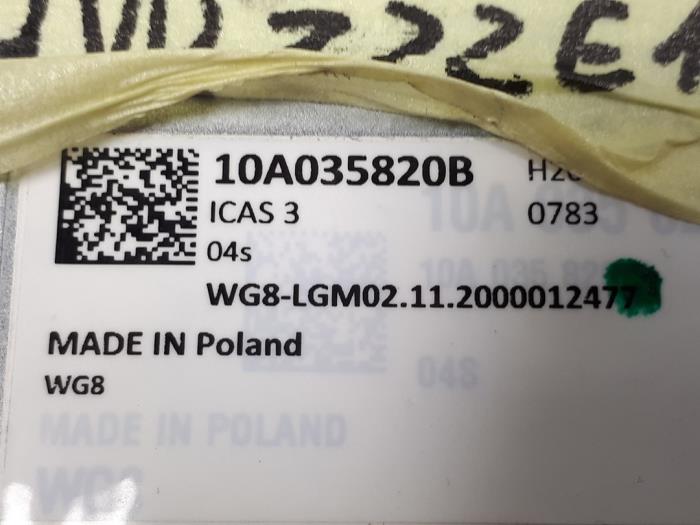 10A035820B
ICAS 3
0783
04s
WG8-LGM02.11.2000012477
MADE IN Poland
WG8
04S
MADE IN POLAND